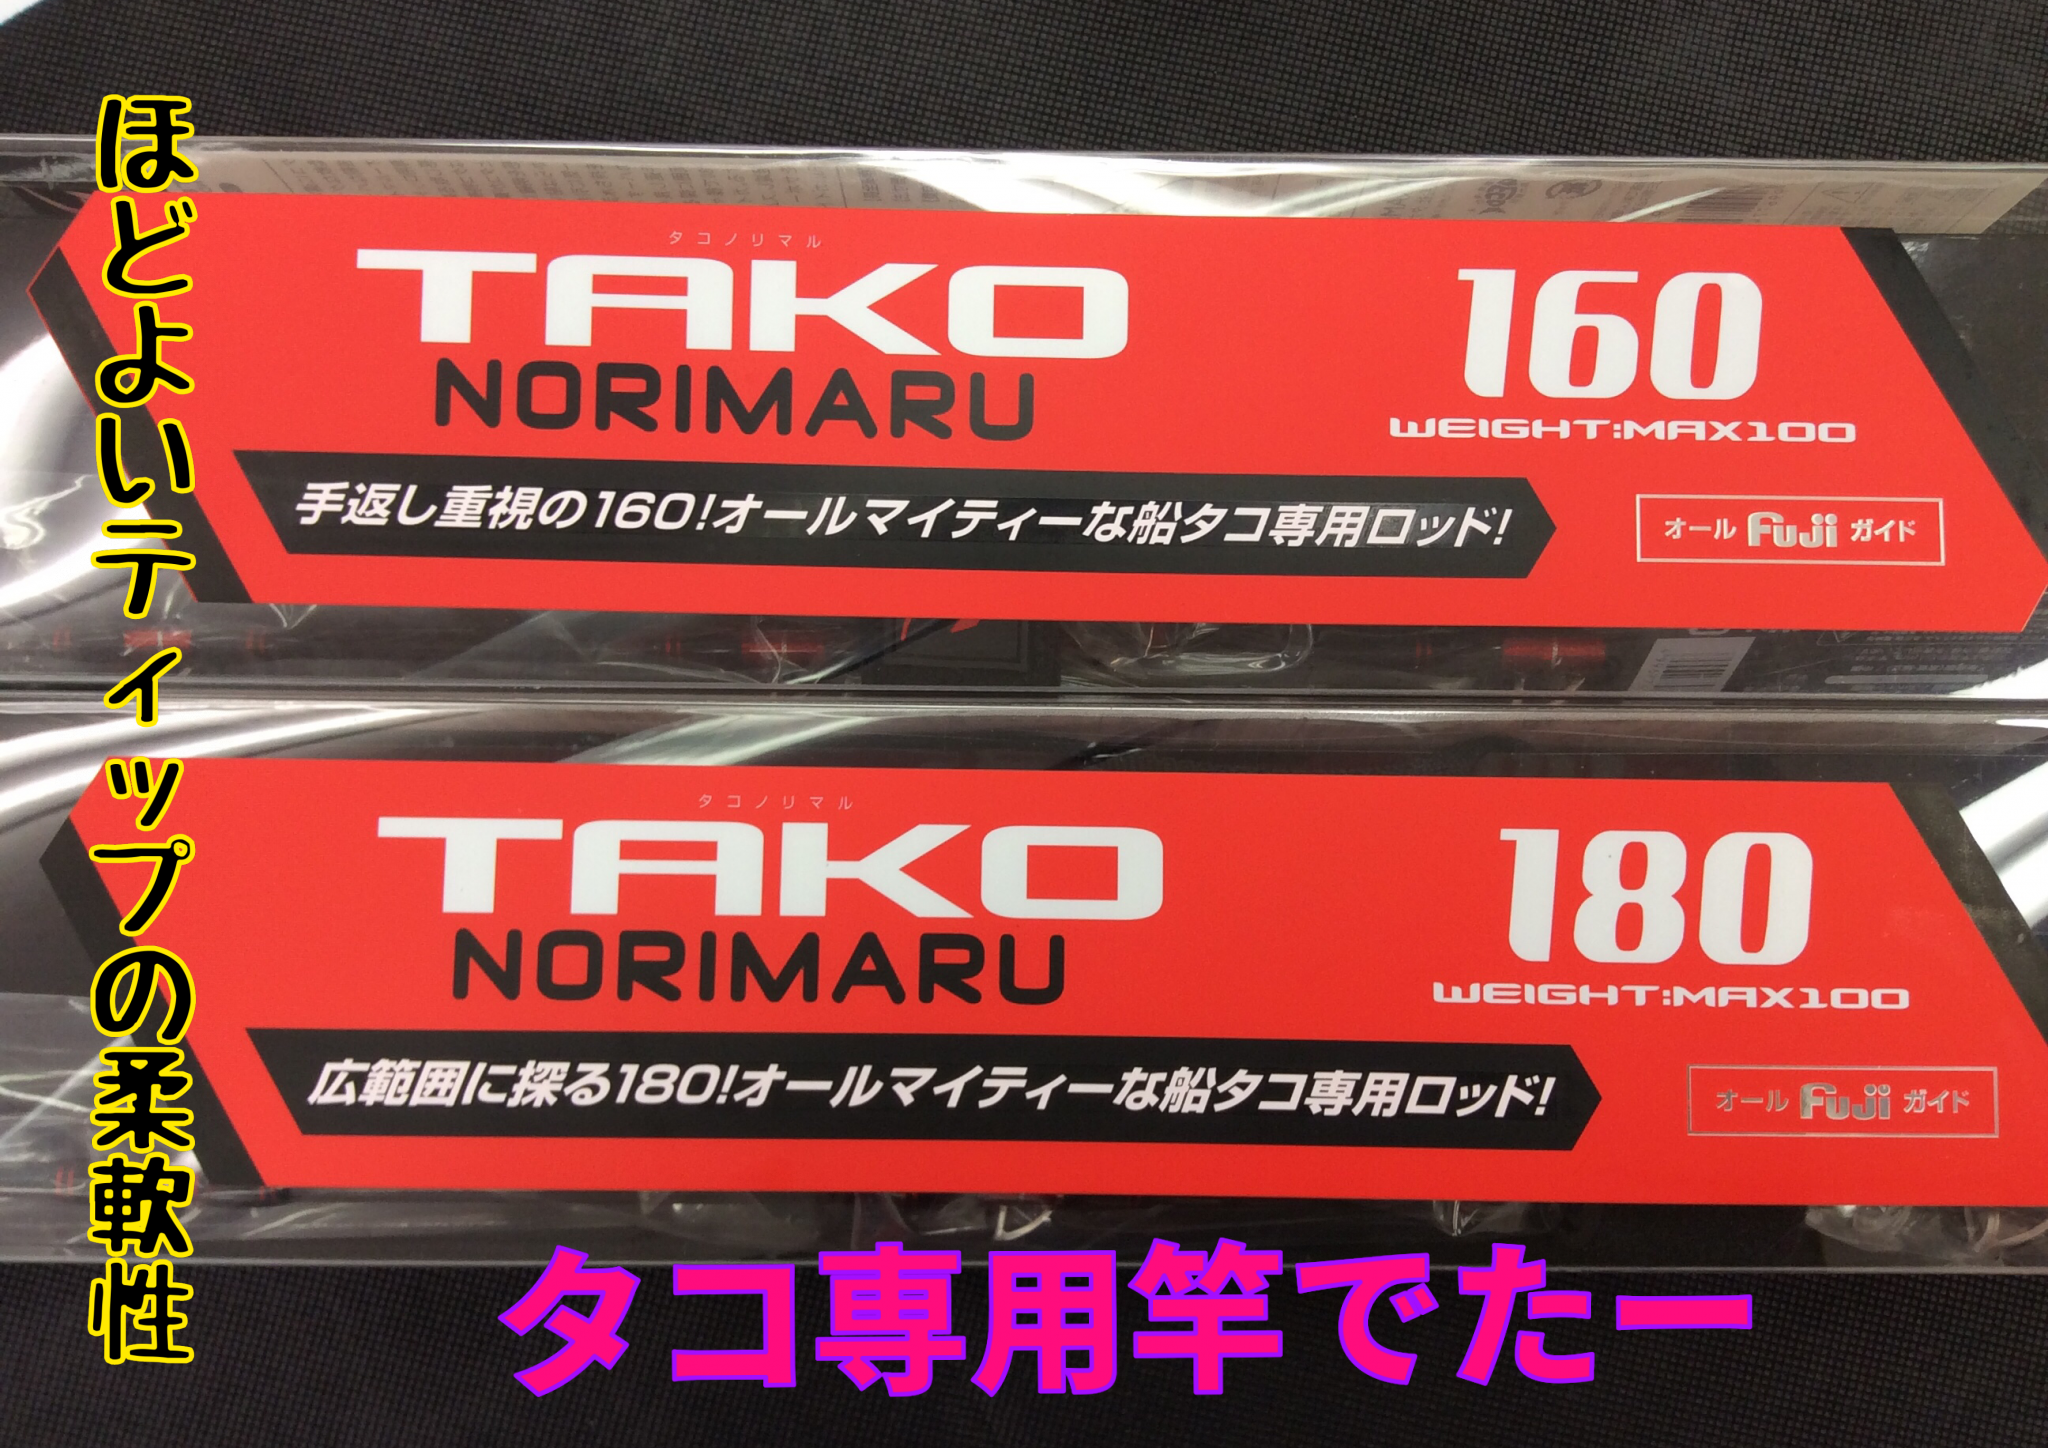 ほどよいティップの柔軟性
タコノリマル
TAKO
NORIMARU
160
WEIGHT:MAX100
手返し重視の160!オールマイティーな船タコ専用ロッド!
オール Fuji ガイド
タコノリマル
TAKO
NORIMARU
180
WEIGHT:MAX100
広範囲に探る180!オールマイティーな船タコ専用ロッド!
オール Fuji ガイド
タコ専用竿でたー